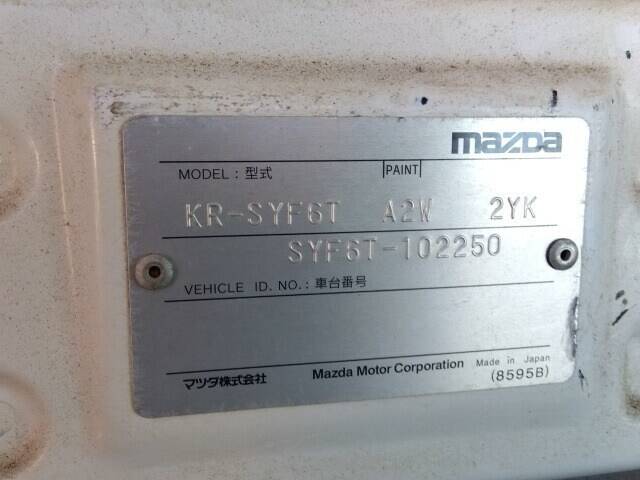 mazda
MODEL : 型式 PAINT
KR-SYF6T A2W 2YK
SYF6T-102250
VEHICLE ID. NO. : 車台番号
マツダ株式会社 Mazda Motor Corporation Made in Japan
(8595B)